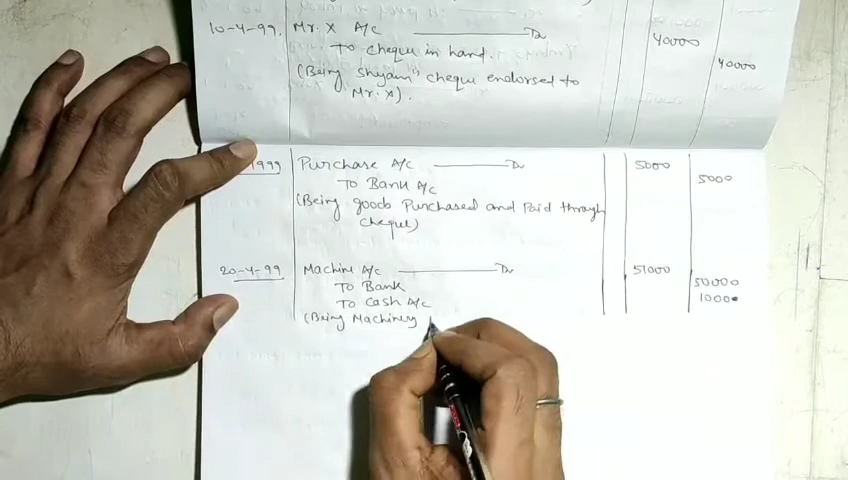 10-4-99. Mr. X A/c Dr 40000
To cheque in hand. 40000
(Being shyam's cheque endorsed to
Mr. X).
1999 Purchase A/c Dr 5000
To Bank A/c 5000
(Being goods Purchased and Paid through
cheque)
20-4-99 Machine A/c Dr 51000
To Bank 50000
To Cash A/c 1000
(Being Machinery